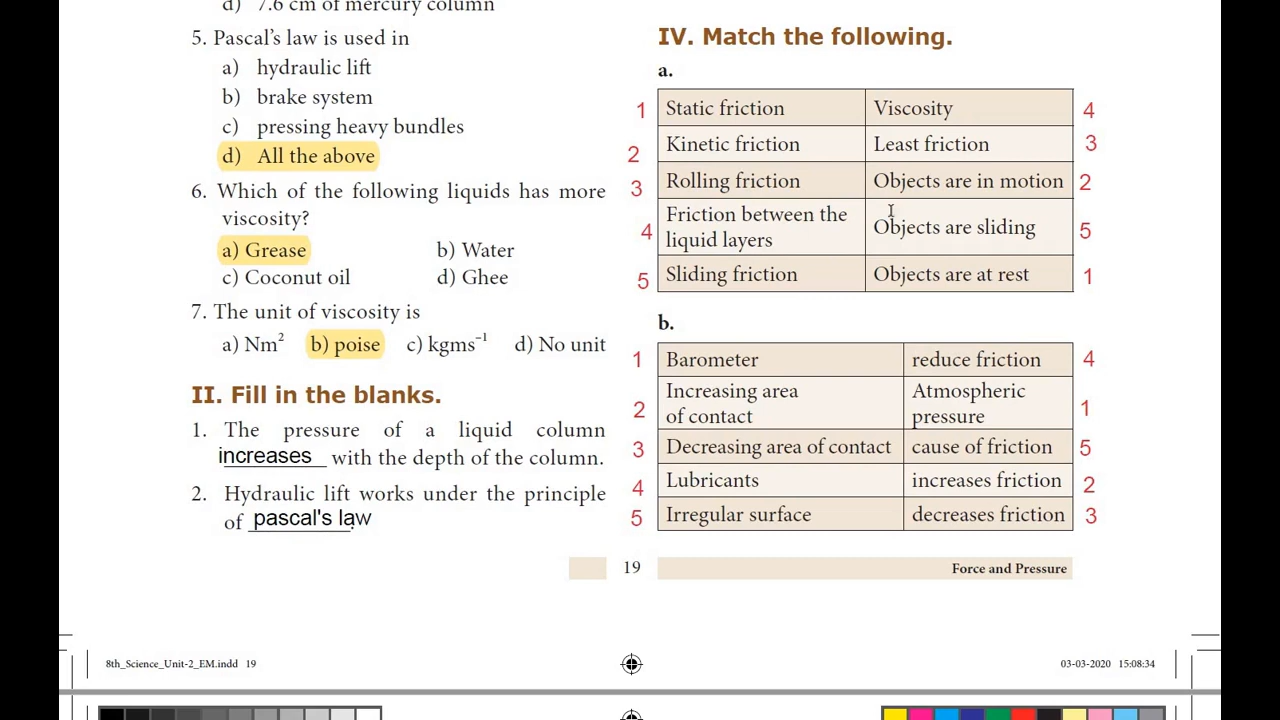 d) 7.6 cm of mercury column
5. Pascal's law is used in
a) hydraulic lift
b) brake system
c) pressing heavy bundles
d) All the above
6. Which of the following liquids has more
viscosity?
a) Grease b) Water
c) Coconut oil d) Ghee
7. The unit of viscosity is
a) Nm² b) poise c) kgms⁻¹ d) No unit
II. Fill in the blanks.
1. The pressure of a liquid column
increases with the depth of the column.
2. Hydraulic lift works under the principle
of pascal's law.
IV. Match the following.
a.
1 Static friction Viscosity 4
2 Kinetic friction Least friction 3
3 Rolling friction Objects are in motion 2
4 Friction between the
liquid layers Objects are sliding 5
5 Sliding friction Objects are at rest 1
b.
1 Barometer reduce friction 4
2 Increasing area
of contact Atmospheric
pressure 1
3 Decreasing area of contact cause of friction 5
4 Lubricants increases friction 2
5 Irregular surface decreases friction 3
19 Force and Pressure
8th_Science_Unit-2_EM.indd 19 03-03-2020 15:08:34